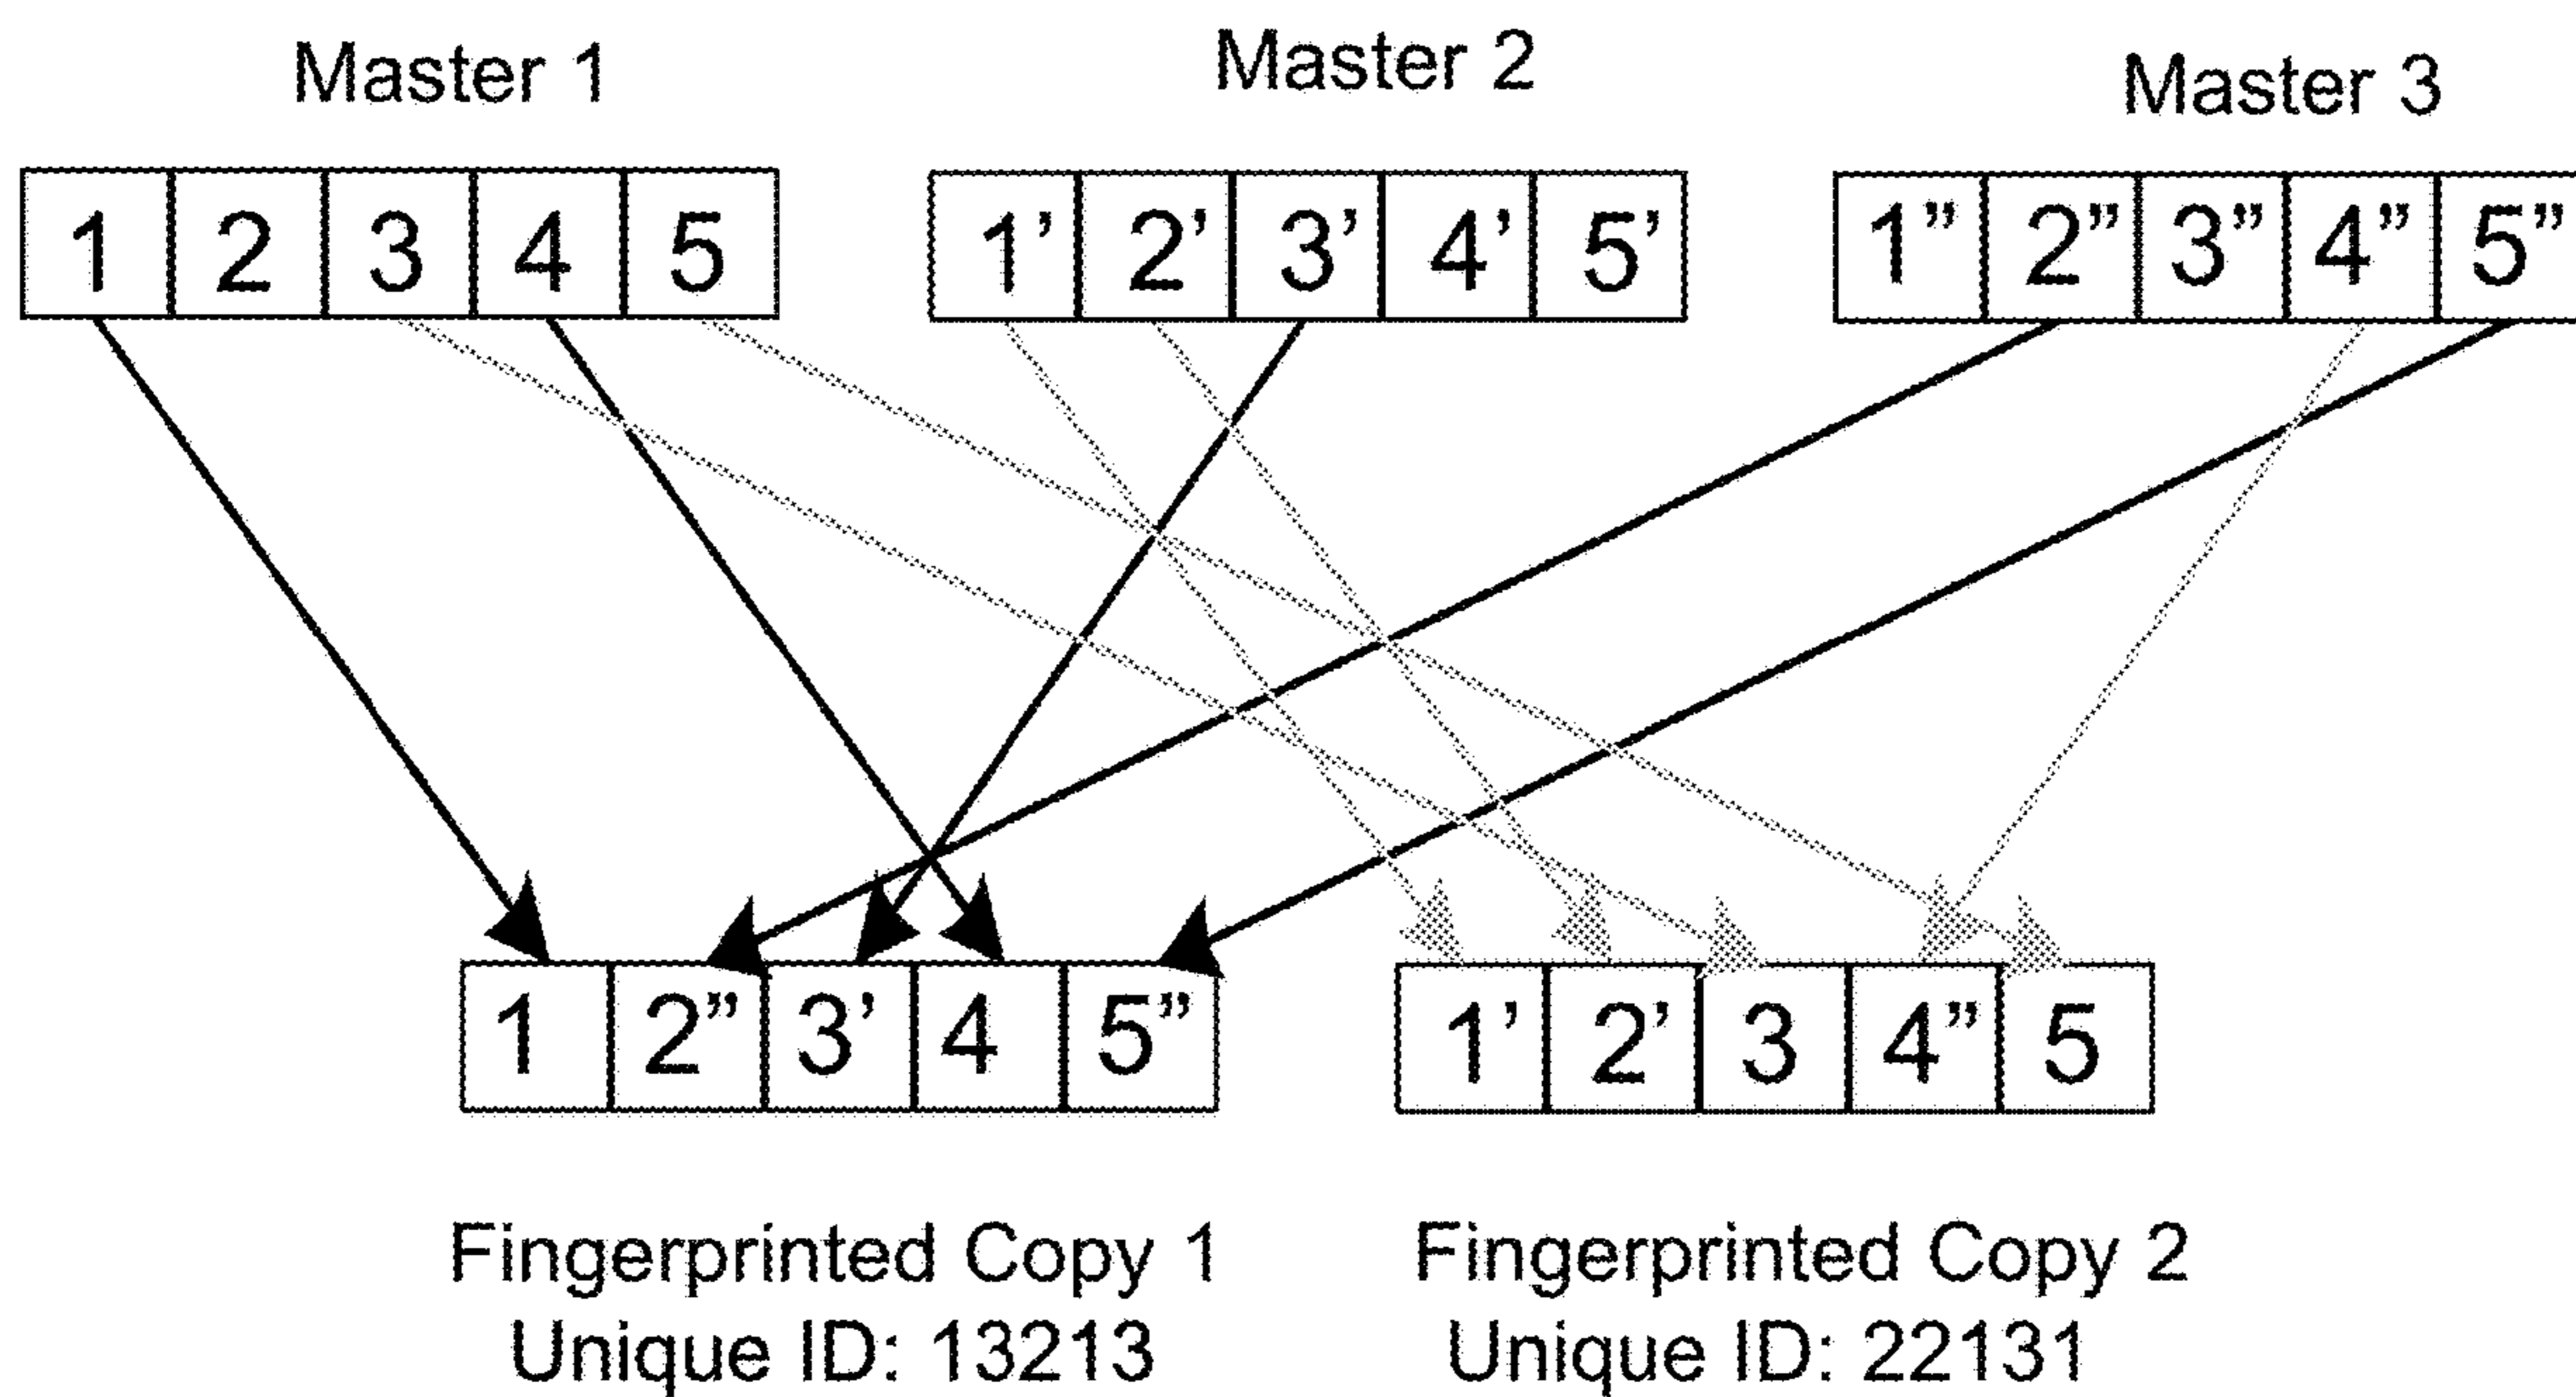 Master 1
Master 2
Master 3
1 2 3 4 5
1’ 2’ 3’ 4’ 5’
1” 2” 3” 4” 5”
1 2” 3’ 4 5”
1’ 2’ 3 4” 5
Fingerprinted Copy 1
Unique ID: 13213
Fingerprinted Copy 2
Unique ID: 22131